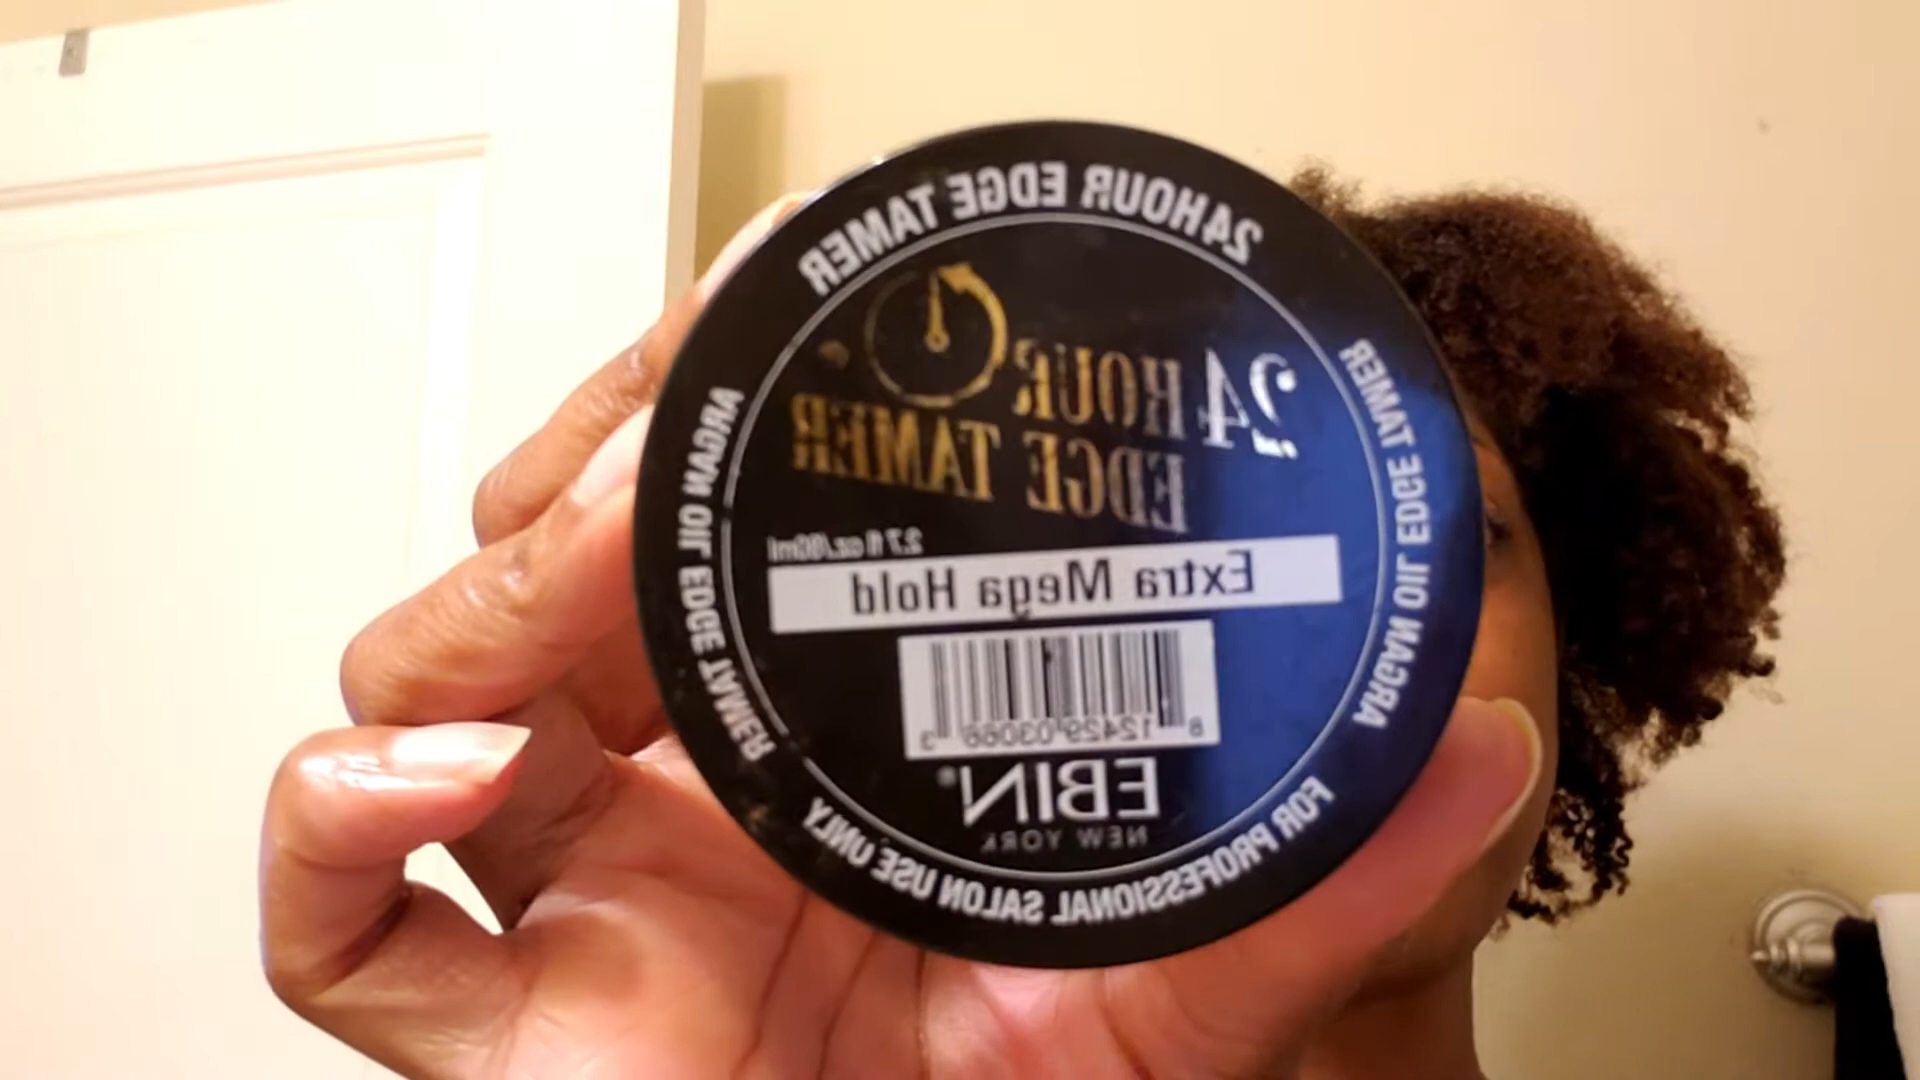 24 HOUR EDGE TAMER
24 HOUR
EDGE TAMER
2.7 fl oz./80ml
Extra Mega Hold
8 12429 03068 3
EBIN®
NEW YORK
ARGAN OIL EDGE TAMER
ARGAN OIL EDGE TAMER
FOR PROFESSIONAL SALON USE ONLY